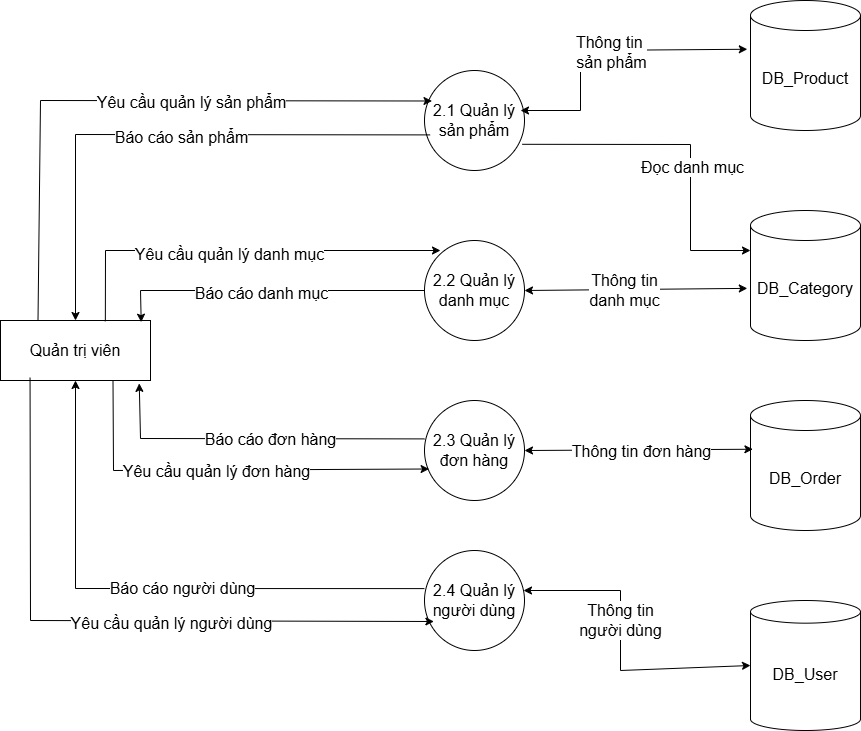 Thông tin
sản phẩm
DB_Product
Yêu cầu quản lý sản phẩm
2.1 Quản lý
sản phẩm
Báo cáo sản phẩm
Đọc danh mục
Yêu cầu quản lý danh mục
2.2 Quản lý
danh mục
Thông tin
danh mục
DB_Category
Báo cáo danh mục
Quản trị viên
Báo cáo đơn hàng
2.3 Quản lý
đơn hàng
Thông tin đơn hàng
Yêu cầu quản lý đơn hàng
DB_Order
Báo cáo người dùng
2.4 Quản lý
người dùng
Thông tin
người dùng
Yêu cầu quản lý người dùng
DB_User